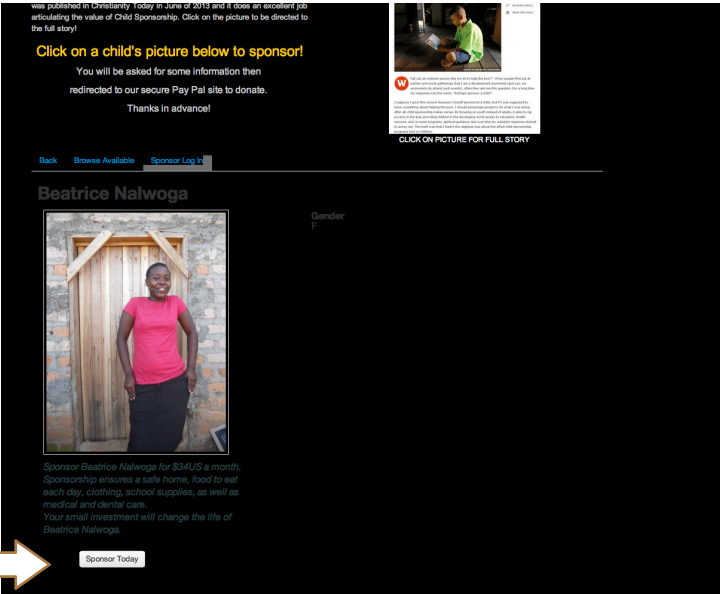 was published in Christianity Today in June of 2013 and it does an excellent job
articulating the value of Child Sponsorship. Click on the picture to be directed to
the full story!
Click on a child's picture below to sponsor!
You will be asked for some information then
redirected to our secure Pay Pal site to donate.
Thanks in advance!
CLICK ON PICTURE FOR FULL STORY
Back
Browse Available
Sponsor Log In
Beatrice Nalwoga
Gender
F
Sponsor Beatrice Nalwoga for $34US a month.
Sponsorship ensures a safe home, food to eat
each day, clothing, school supplies, as well as
medical and dental care.
Your small investment will change the life of
Beatrice Nalwoga.
Sponsor Today